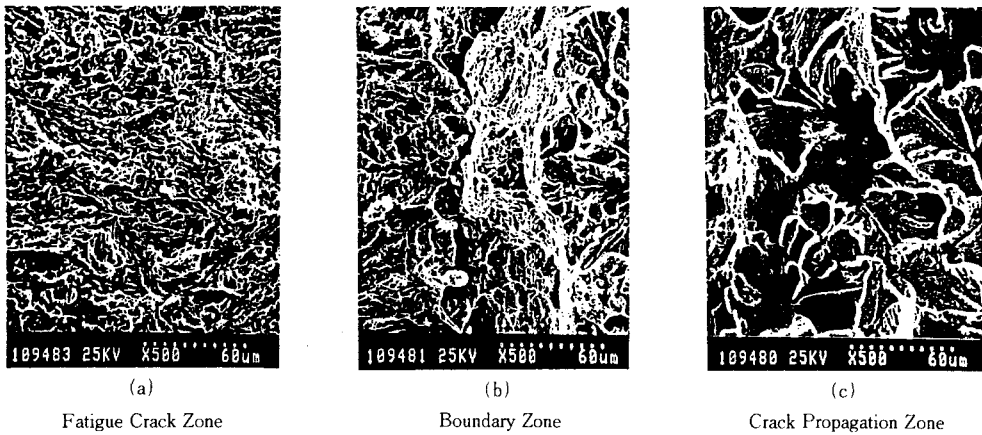 109483 25KV X500 60um
109481 25KV X500 60um
109480 25KV X500 60um
(a)
(b)
(c)
Fatigue Crack Zone
Boundary Zone
Crack Propagation Zone